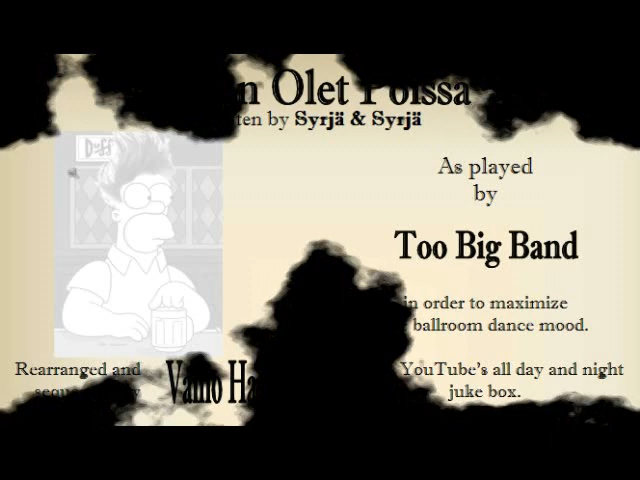 Olet Poissa
by Syrjä & Syrjä
Duff
As played
by
Too Big Band
in order to maximize
ballroom dance mood.
Rearranged and
YouTube's all day and night
juke box.